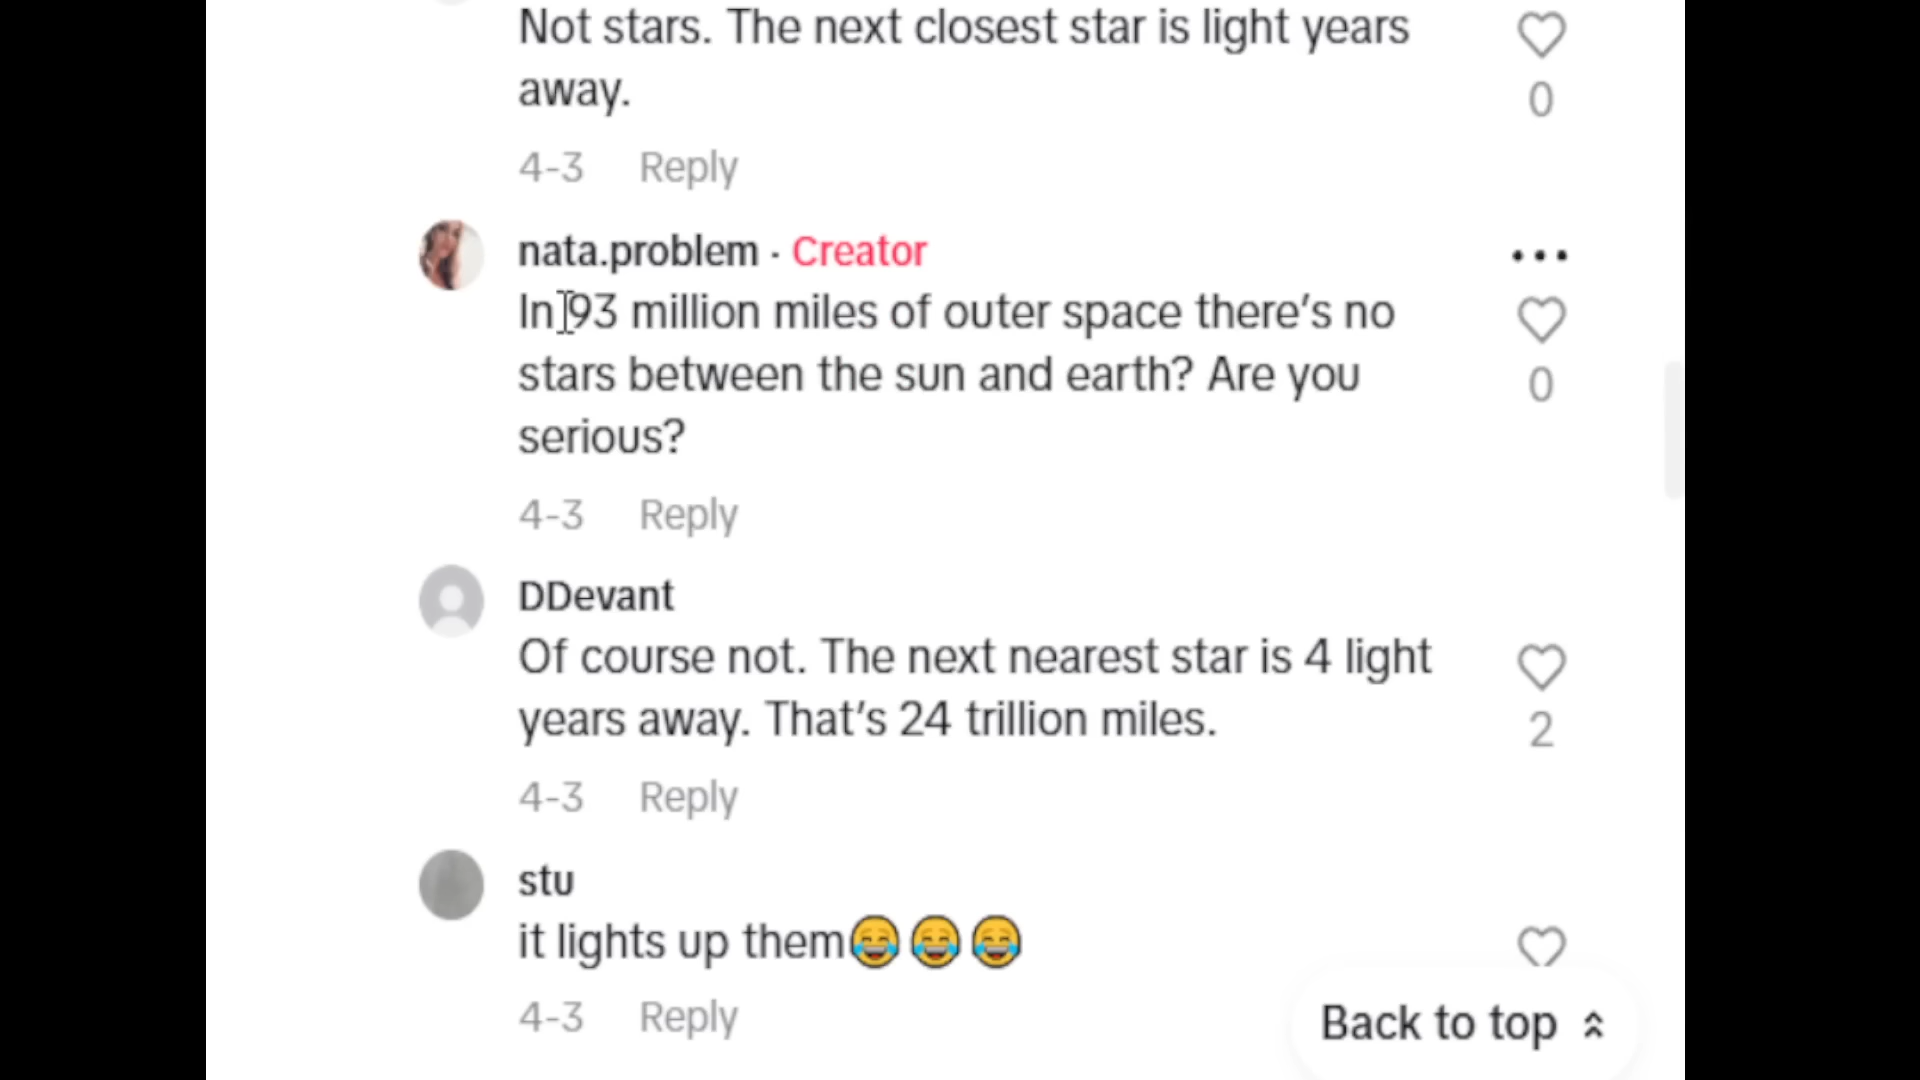 Not stars. The next closest star is light years
away.
0
4-3 Reply
nata.problem · Creator
In 93 million miles of outer space there's no
stars between the sun and earth? Are you
serious?
0
4-3 Reply
DDevant
Of course not. The next nearest star is 4 light
years away. That's 24 trillion miles.
2
4-3 Reply
stu
it lights up them😂😂😂
4-3 Reply
Back to top